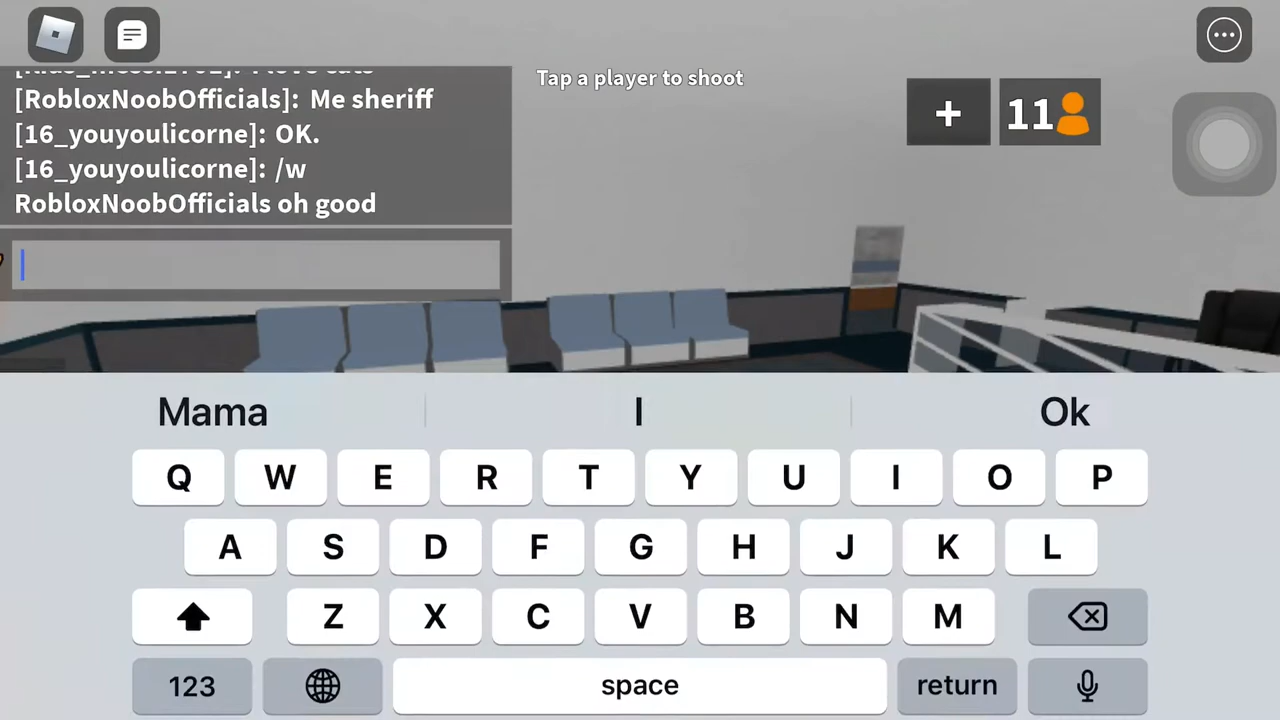 Tap a player to shoot
[RobloxNoobOfficials]: Me sheriff
[16_youyoulicorne]: OK.
[16_youyoulicorne]: /w
RobloxNoobOfficials oh good
+ 11
Mama I Ok
Q W E R T Y U I O P
A S D F G H J K L
Z X C V B N M
123 space return